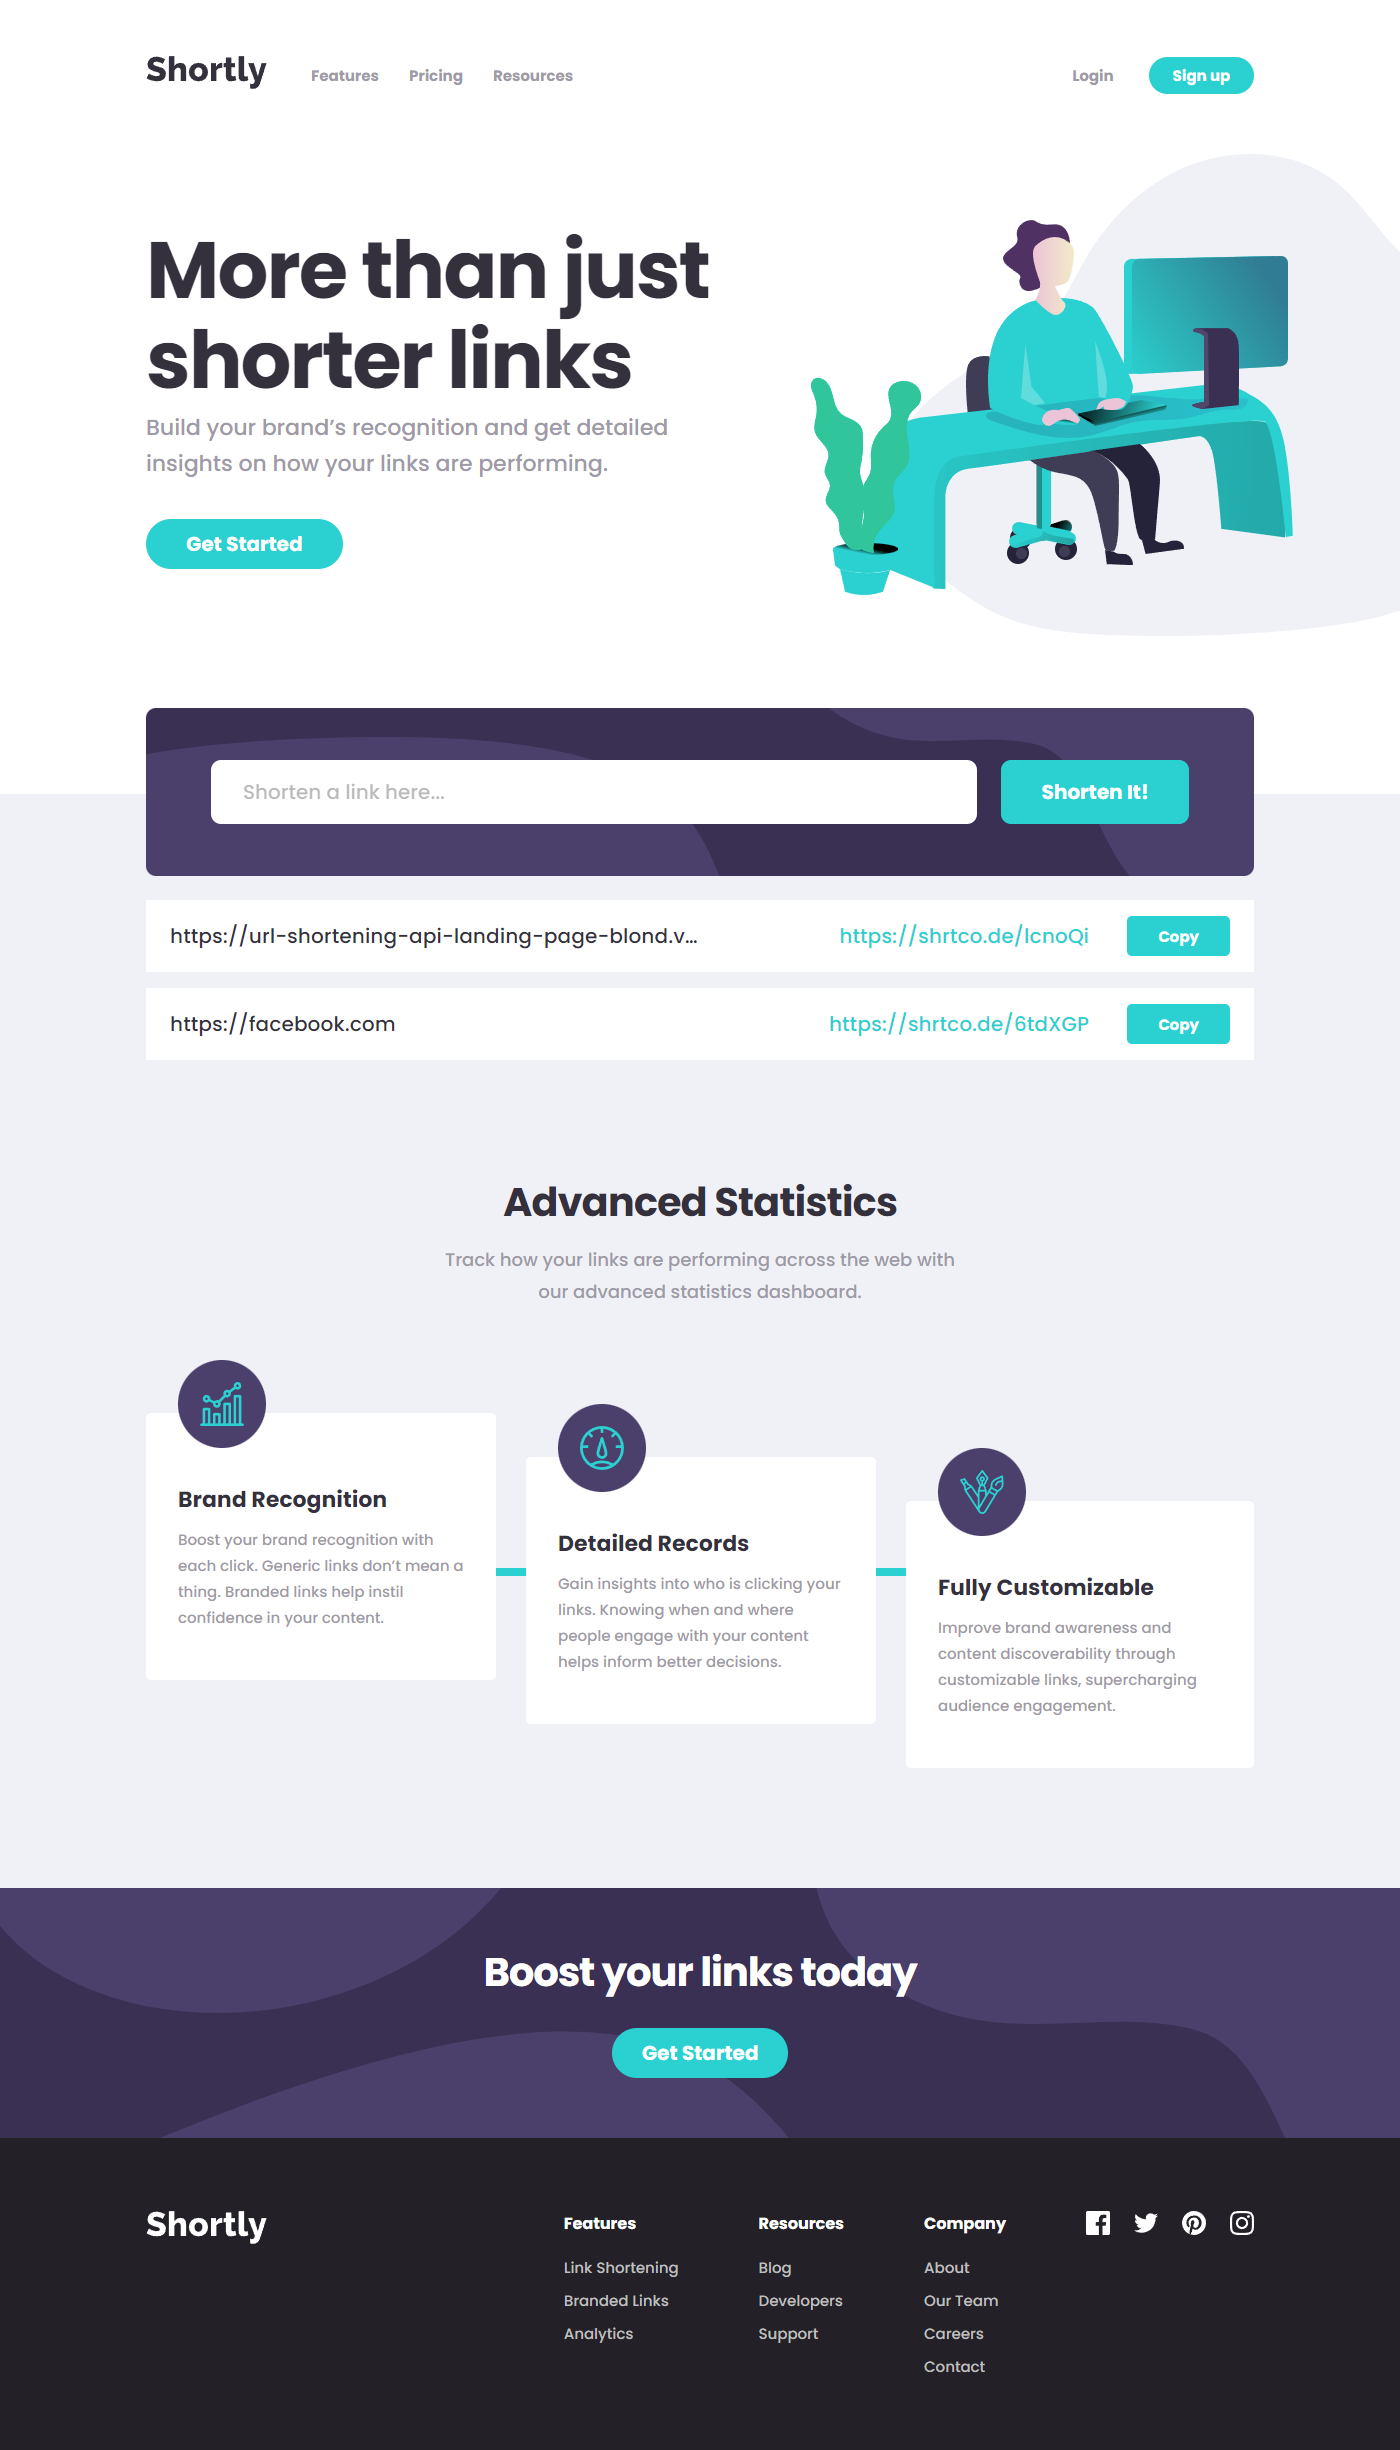 Shortly
Features
Pricing
Resources
Login
Sign up
More than just
shorter links
Build your brand’s recognition and get detailed
insights on how your links are performing.
Get Started
Shorten a link here...
Shorten It!
https://url-shortening-api-landing-page-blond.v...
https://shrtco.de/lcnoQi
Copy
https://facebook.com
https://shrtco.de/6tdXGP
Copy
Advanced Statistics
Track how your links are performing across the web with
our advanced statistics dashboard.
Brand Recognition
Boost your brand recognition with
each click. Generic links don’t mean a
thing. Branded links help instil
confidence in your content.
Detailed Records
Gain insights into who is clicking your
links. Knowing when and where
people engage with your content
helps inform better decisions.
Fully Customizable
Improve brand awareness and
content discoverability through
customizable links, supercharging
audience engagement.
Boost your links today
Get Started
Shortly
Features
Link Shortening
Branded Links
Analytics
Resources
Blog
Developers
Support
Company
About
Our Team
Careers
Contact